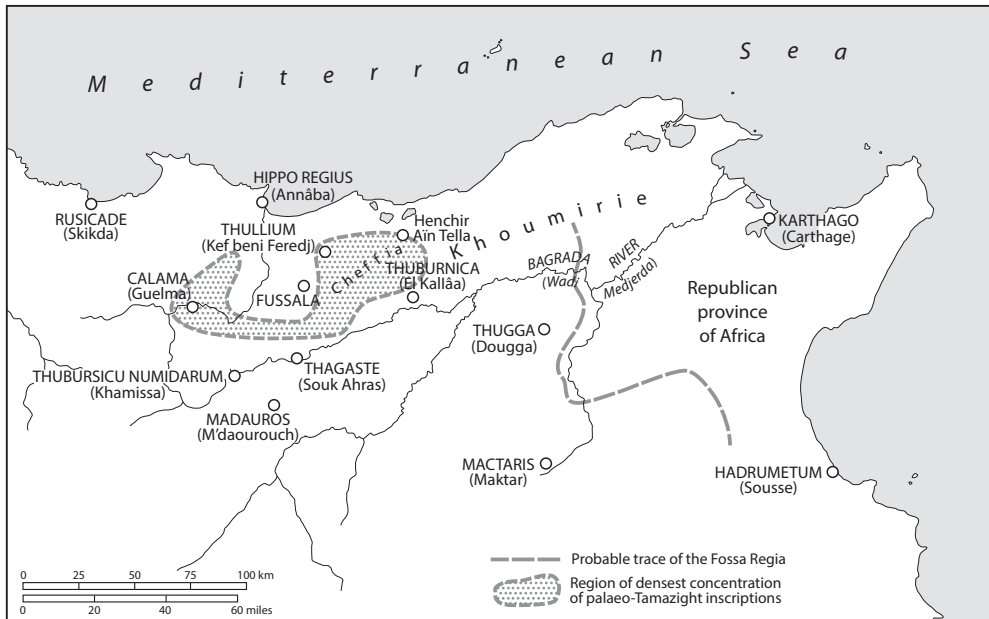 Mediterranean Sea
HIPPO REGIUS
(Annâba)
RUSICADE
(Skikda)
THULLIUM
(Kef beni Feredj)
Henchir
Aïn Tella
Khoumirie
KARTHAGO
(Carthage)
Cheffia
THUBURNICA
(El Kallâa)
BAGRADA
(Wadi
RIVER
Medjerda)
CALAMA
(Guelma)
FUSSALA
Republican
province
of Africa
THUGGA
(Dougga)
THAGASTE
(Souk Ahras)
THUBURSICU NUMIDARUM
(Khamissa)
MADAUROS
(M'daourouch)
MACTARIS
(Maktar)
HADRUMETUM
(Sousse)
Probable trace of the Fossa Regia
Region of densest concentration
of palaeo-Tamazight inscriptions
0 25 50 75 100 km
0 20 40 60 miles